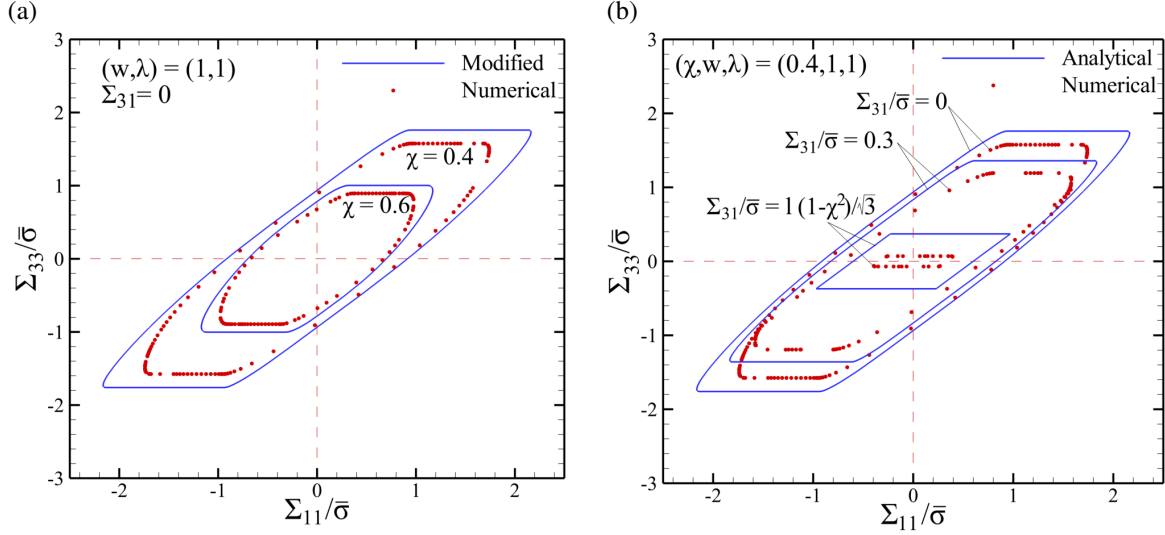 (a)
(w,λ) = (1,1)
Σ31= 0
Modified
Numerical
χ = 0.4
χ = 0.6
3
2
1
0
-1
-2
-3
Σ33/σ̅
-2
-1
0
1
2
Σ11/σ̅
(b)
(χ,w,λ) = (0.4,1,1)
Analytical
Numerical
Σ31/σ̅ = 0
Σ31/σ̅ = 0.3
Σ31/σ̅ = 1 (1-χ²)/√3
3
2
1
0
-1
-2
-3
Σ33/σ̅
-2
-1
0
1
2
Σ11/σ̅